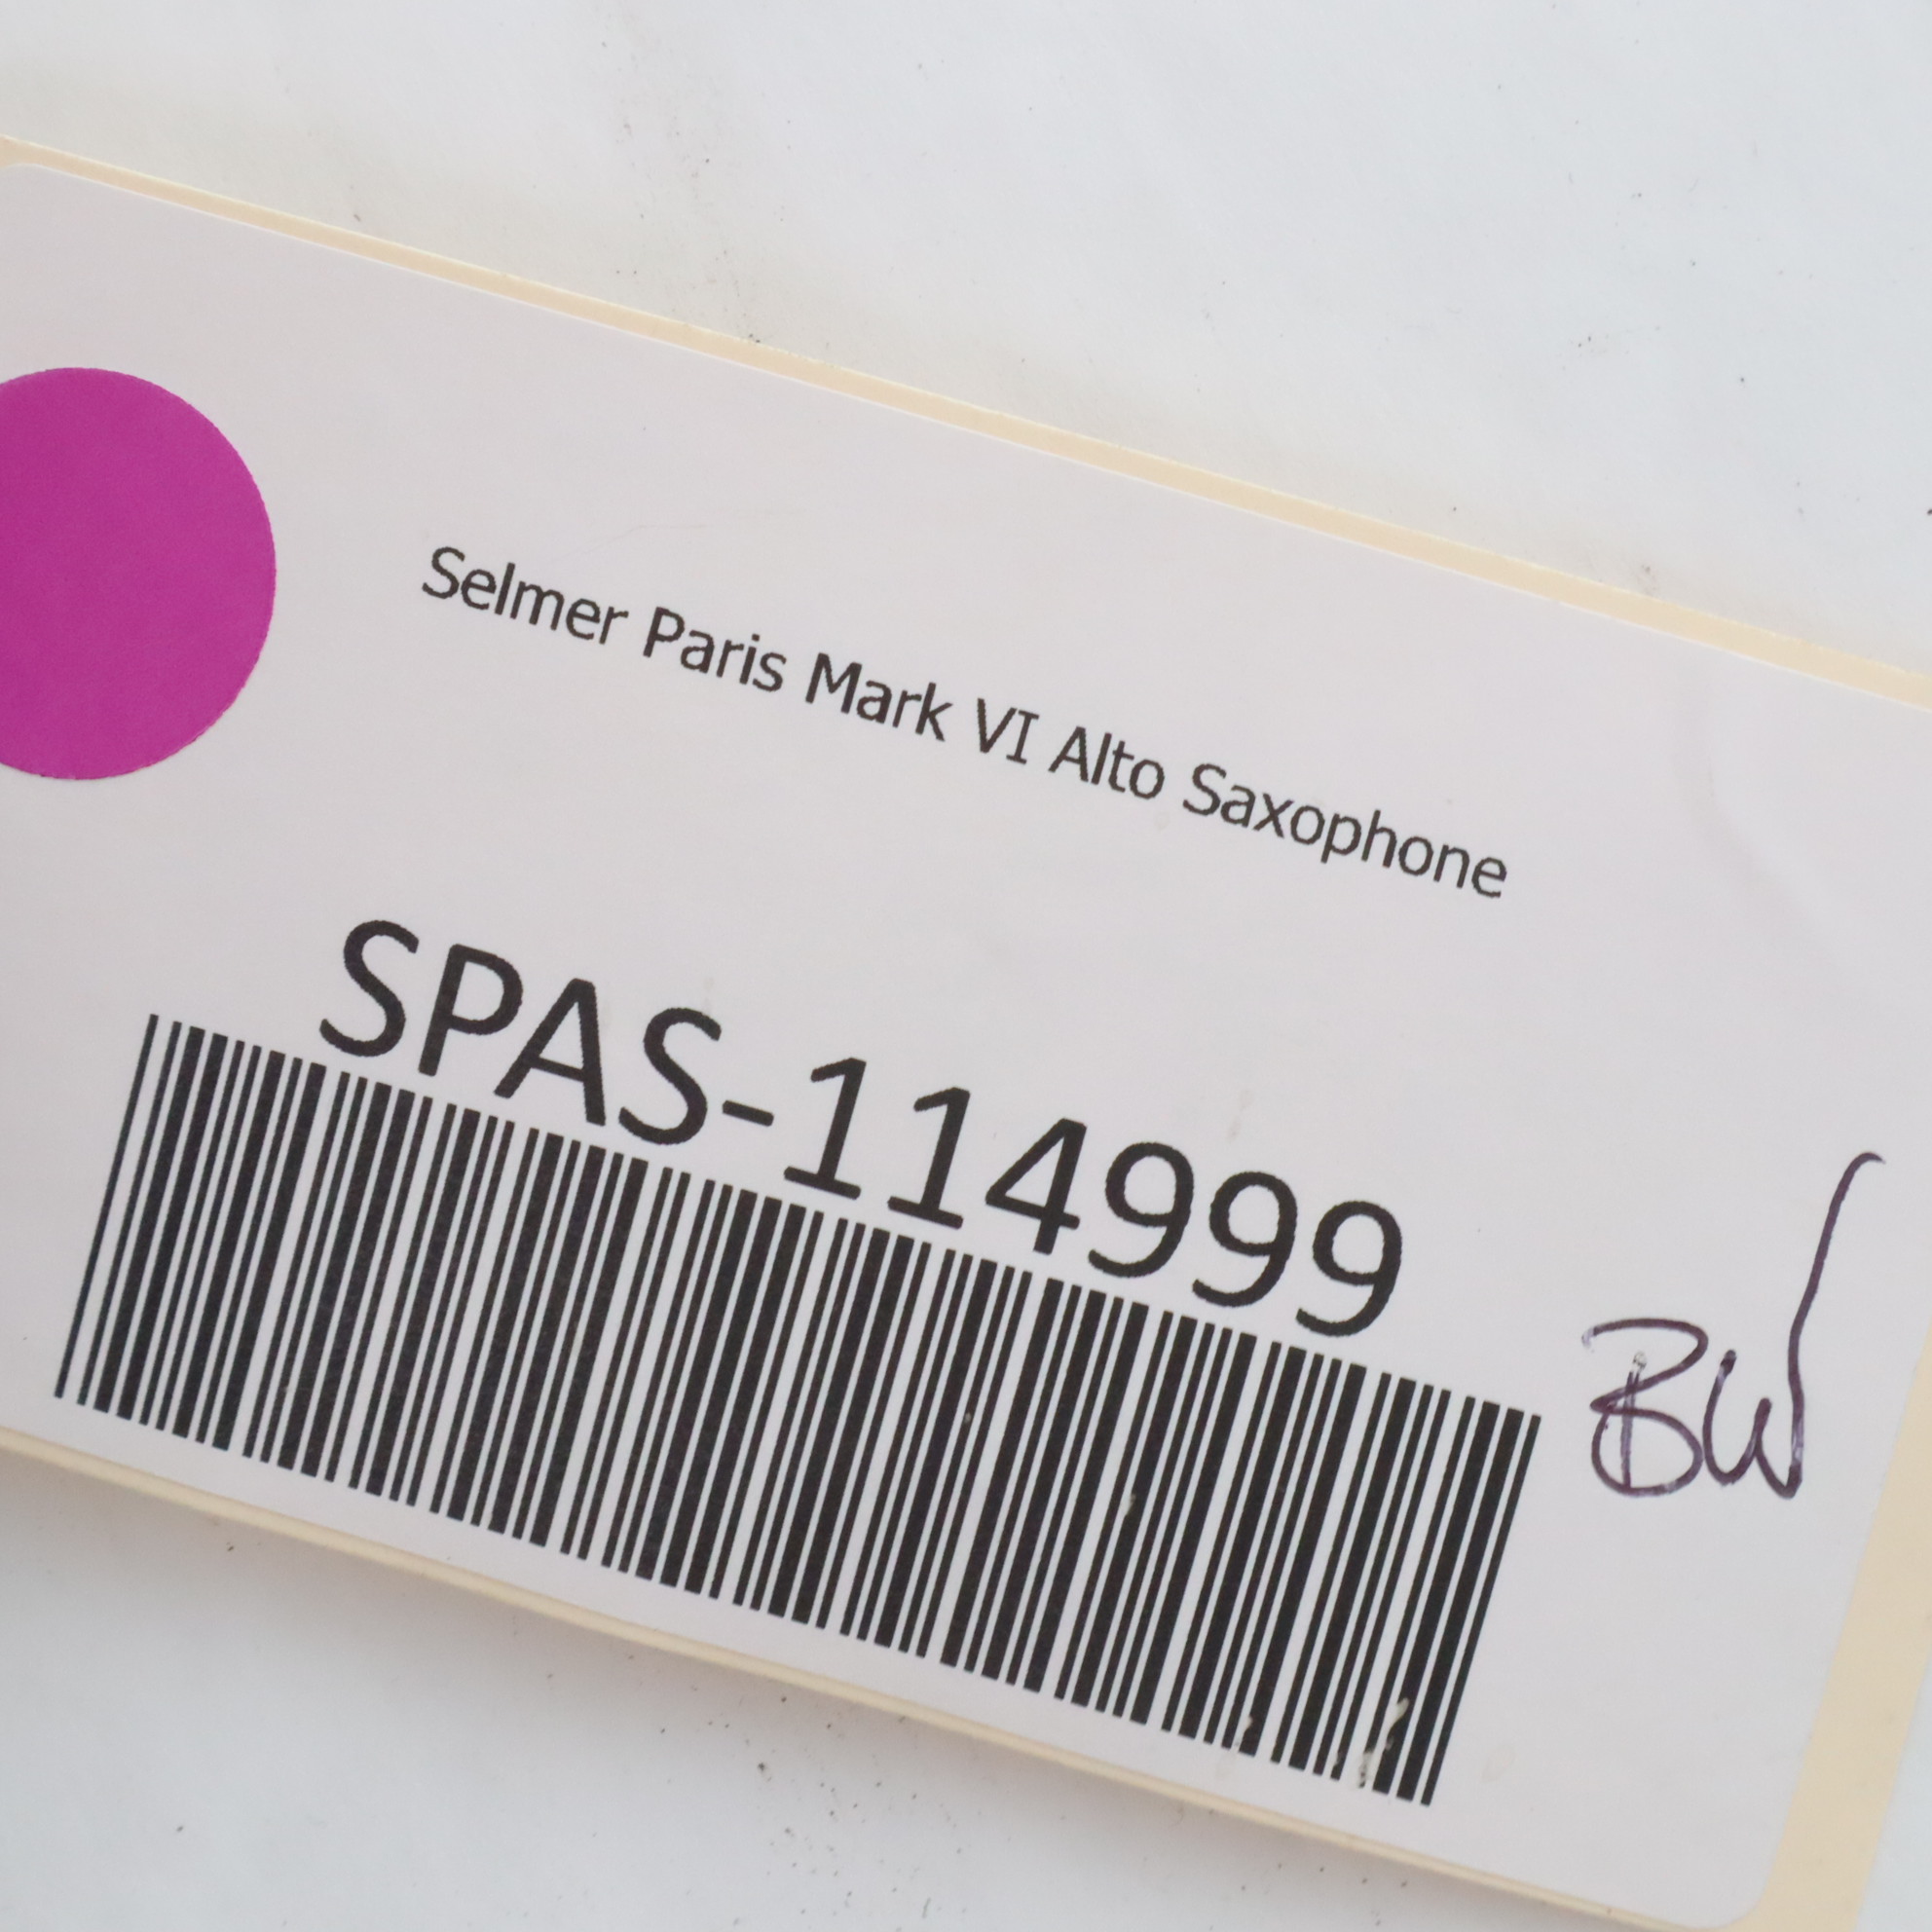 Selmer Paris Mark VI Alto Saxophone
SPAS-114999
BW